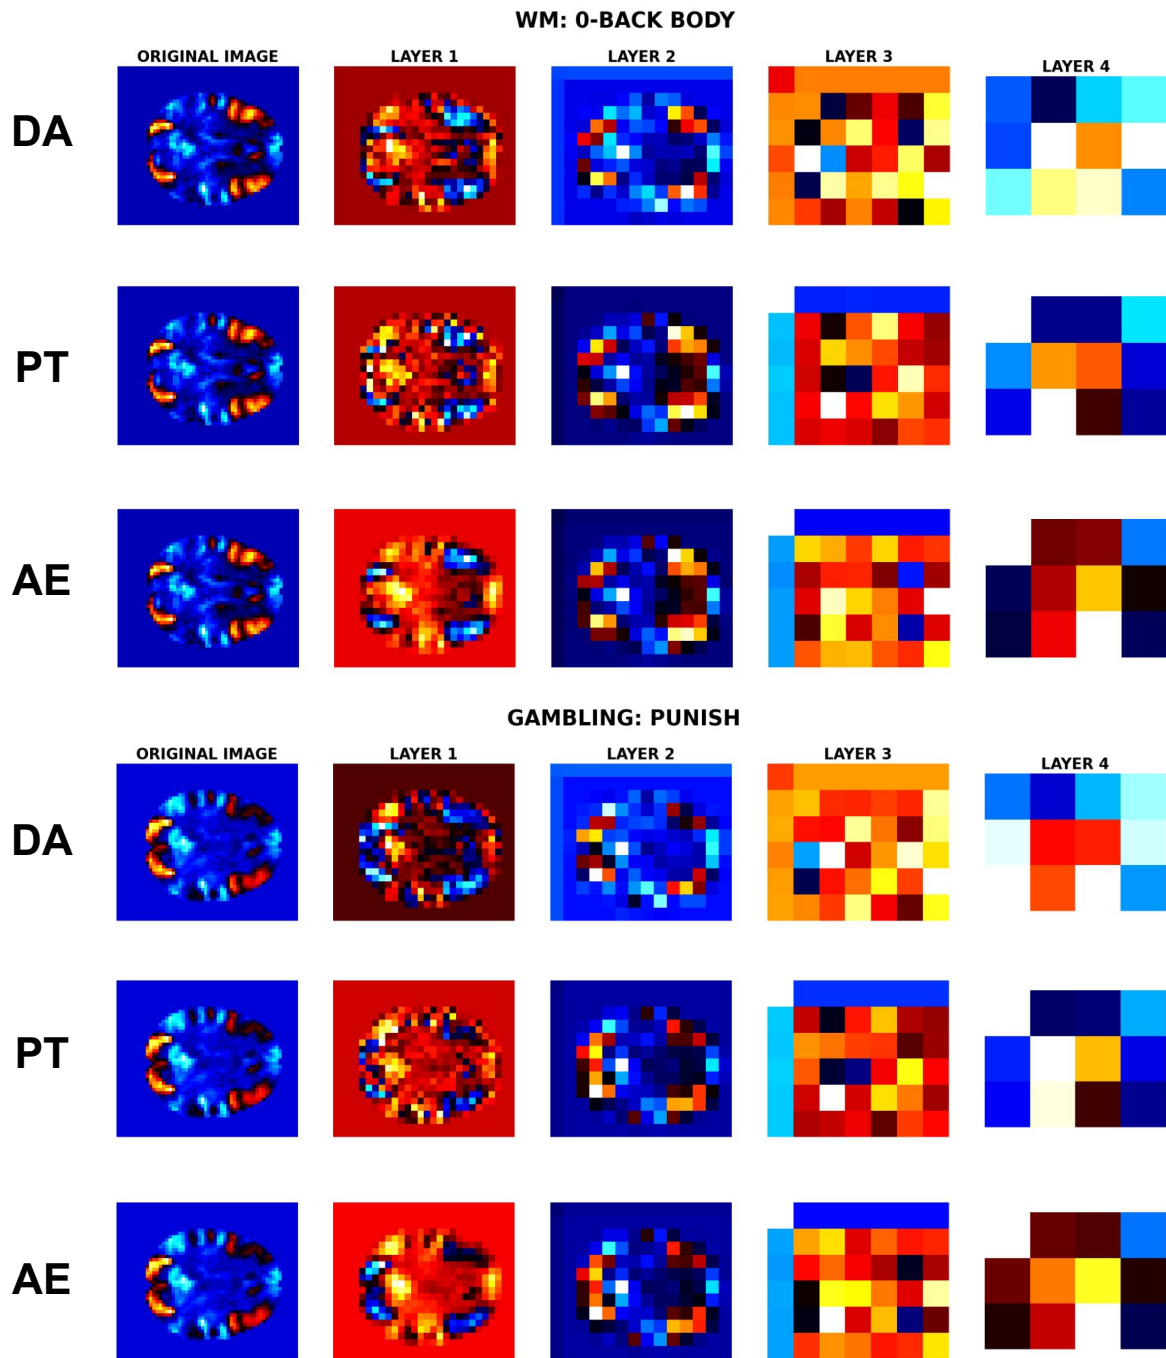 WM: 0-BACK BODY
ORIGINAL IMAGE LAYER 1 LAYER 2 LAYER 3 LAYER 4
DA
PT
AE
GAMBLING: PUNISH
ORIGINAL IMAGE LAYER 1 LAYER 2 LAYER 3 LAYER 4
DA
PT
AE